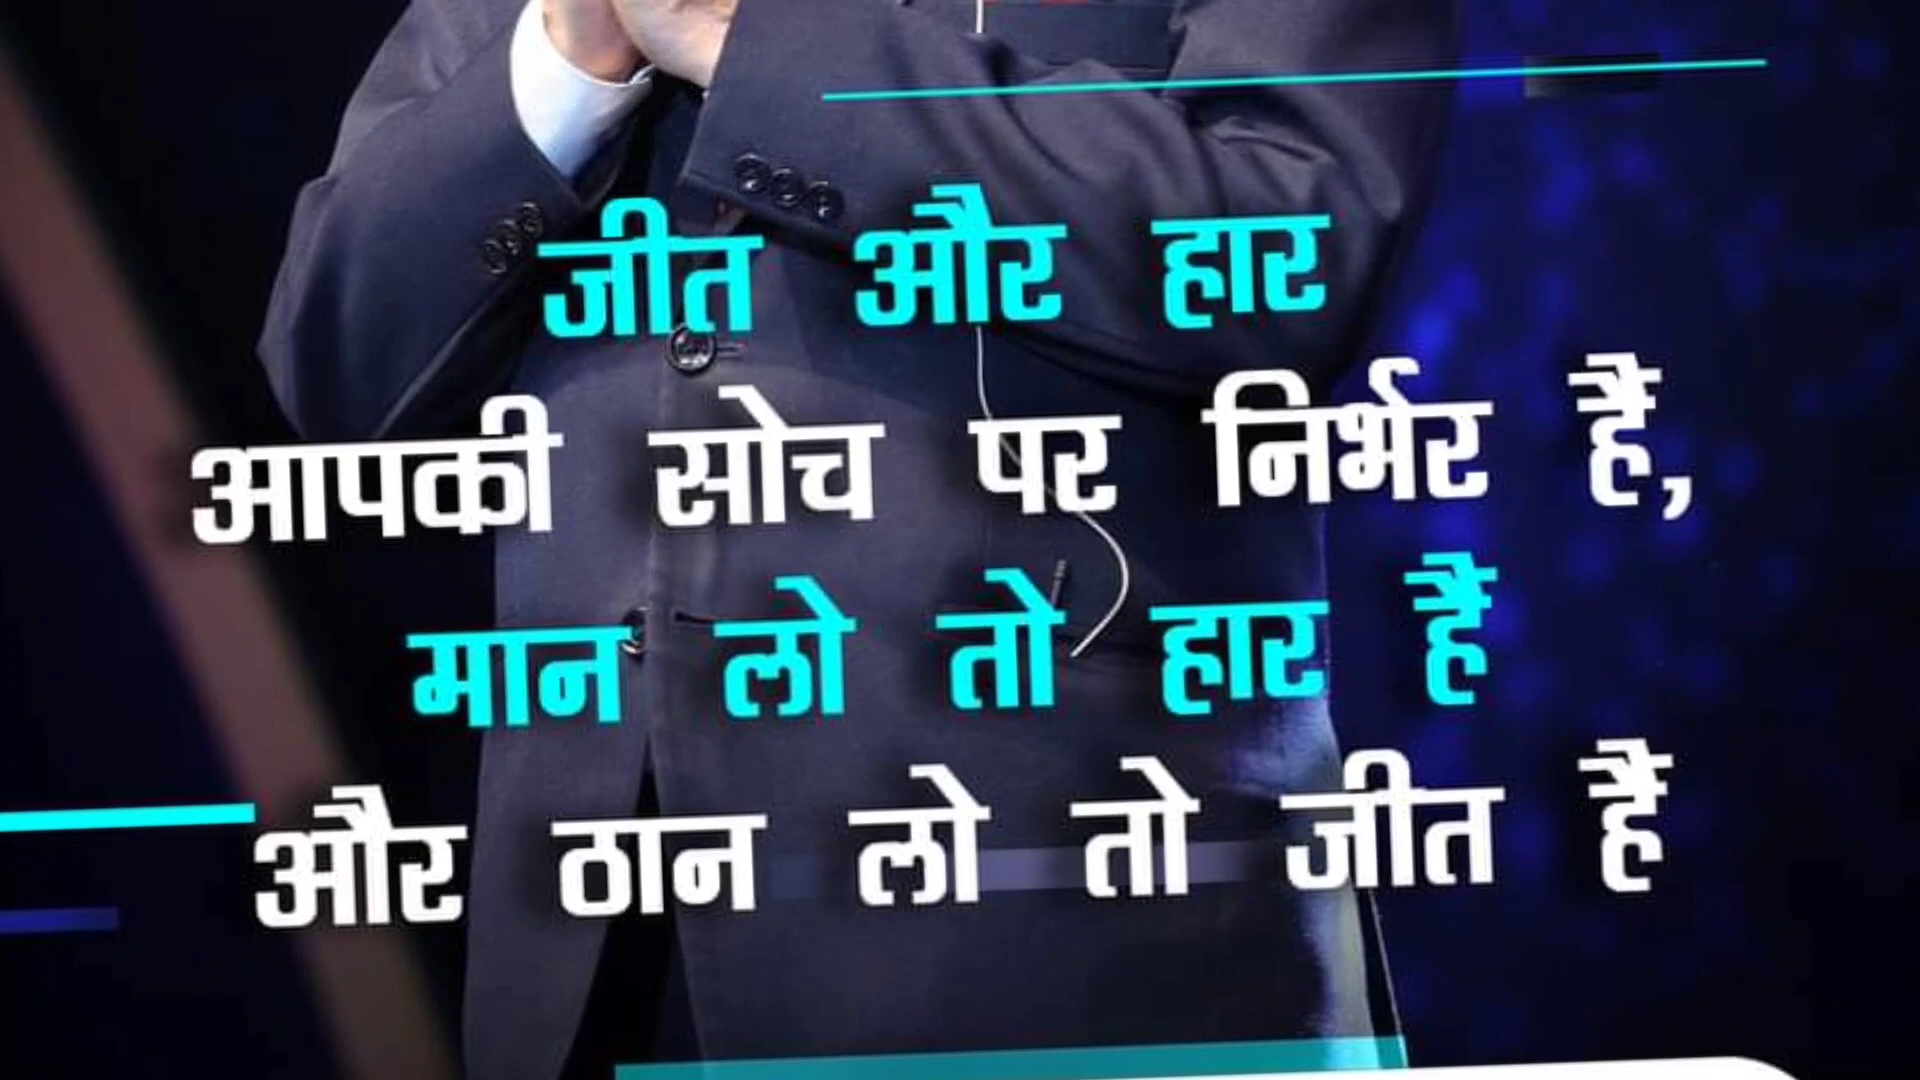 जीत और हार
आपकी सोच पर निर्भर हैं,
मान लो तो हार हैं
और ठान लो तो जीत हैं